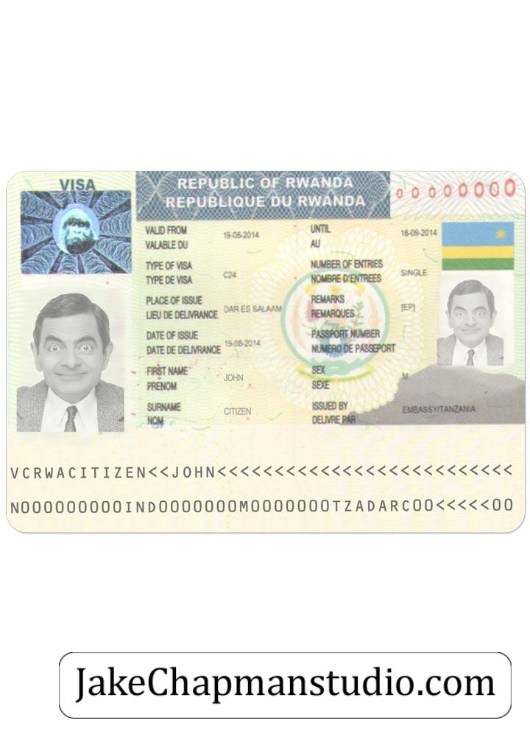 VISA
REPUBLIC OF RWANDA
REPUBLIQUE DU RWANDA
00000000
VALID FROM
VALABLE DU
19-06-2014
UNTIL
AU
18-09-2014
TYPE OF VISA
TYPE DE VISA
C24
NUMBER OF ENTRIES
NOMBRE D'ENTREES
SINGLE
PLACE OF ISSUE
LIEU DE DELIVRANCE
DAR ES SALAAM
REMARKS
REMARQUES
[EP]
DATE OF ISSUE
DATE DE DELIVRANCE
19-06-2014
PASSPORT NUMBER
NUMERO DE PASSEPORT
FIRST NAME
PRENOM
JOHN
SEX
SEXE
M
SURNAME
NOM
CITIZEN
ISSUED BY
DELIVRE PAR
EMBASSY/TANZANIA
VCRWACITIZEN<<JOHN<<<<<<<<<<<<<<<<<<<<<<<<<<
N000000000IND0000000M0000000TZADARC00<<<<<00
JakeChapmanstudio.com